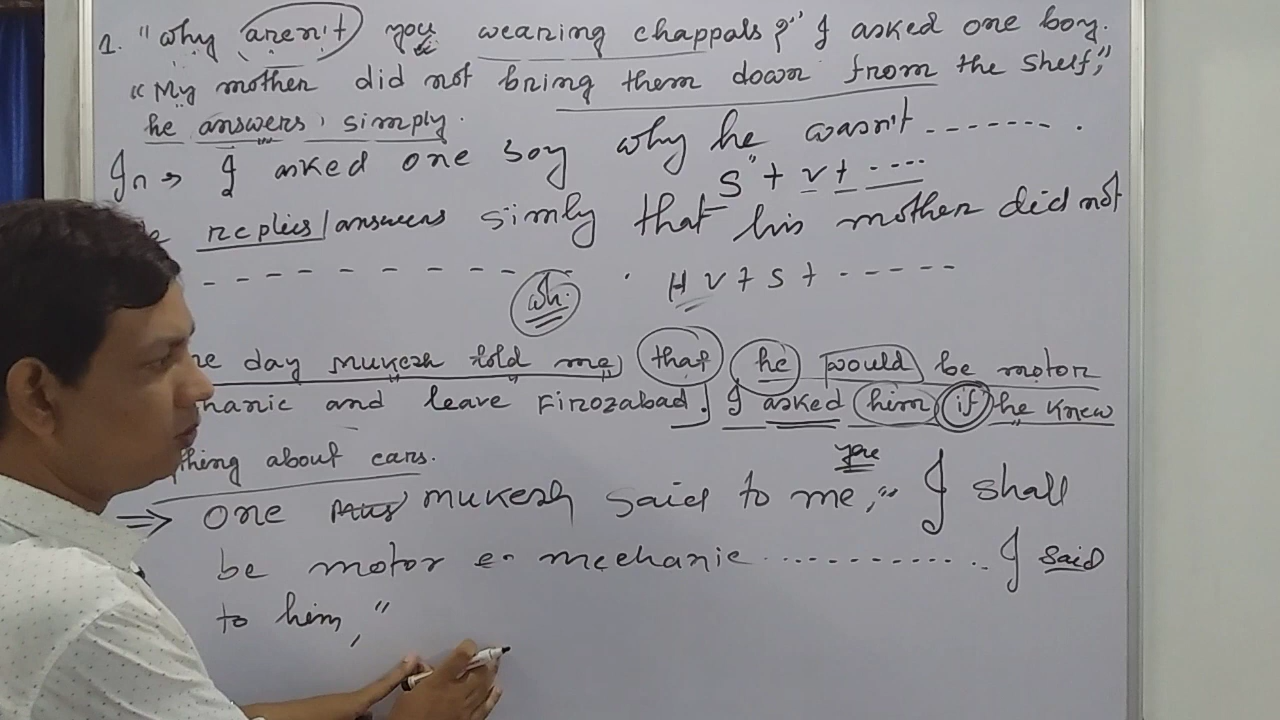 1. "Why aren't you wearing chappals?" I asked one boy.
"My mother did not bring them down from the shelf,"
he answers, simply.
In → I asked one boy why he wasn't -------- .
S + V + ....
replies/answers simly that his mother did not
- - - - - - - - - .
Wh.
H V + S + - - - - -
day Mukesh told me, that he would be motor
and leave Firozabad. I asked him if he knew
about cars.
you
⇒ One Mukesh said to me, "I shall
be motor mechanic ............. I said
to him, "